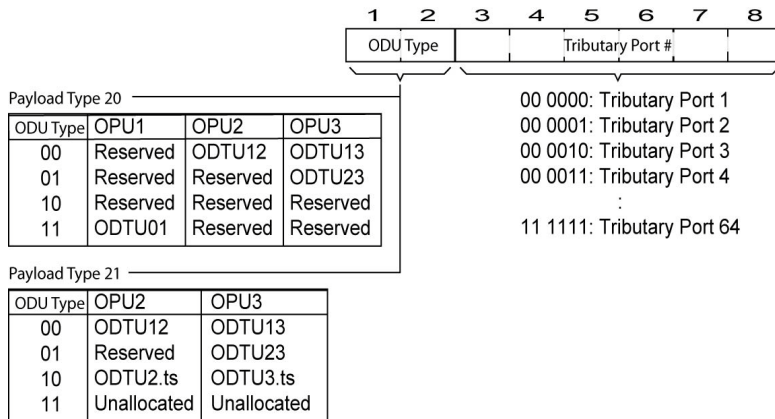 1 2 3 4 5 6 7 8
ODU Type Tributary Port #
Payload Type 20
ODU Type OPU1 OPU2 OPU3
00 Reserved ODTU12 ODTU13
01 Reserved Reserved ODTU23
10 Reserved Reserved Reserved
11 ODTU01 Reserved Reserved
00 0000: Tributary Port 1
00 0001: Tributary Port 2
00 0010: Tributary Port 3
00 0011: Tributary Port 4
:
11 1111: Tributary Port 64
Payload Type 21
ODU Type OPU2 OPU3
00 ODTU12 ODTU13
01 Reserved ODTU23
10 ODTU2.ts ODTU3.ts
11 Unallocated Unallocated